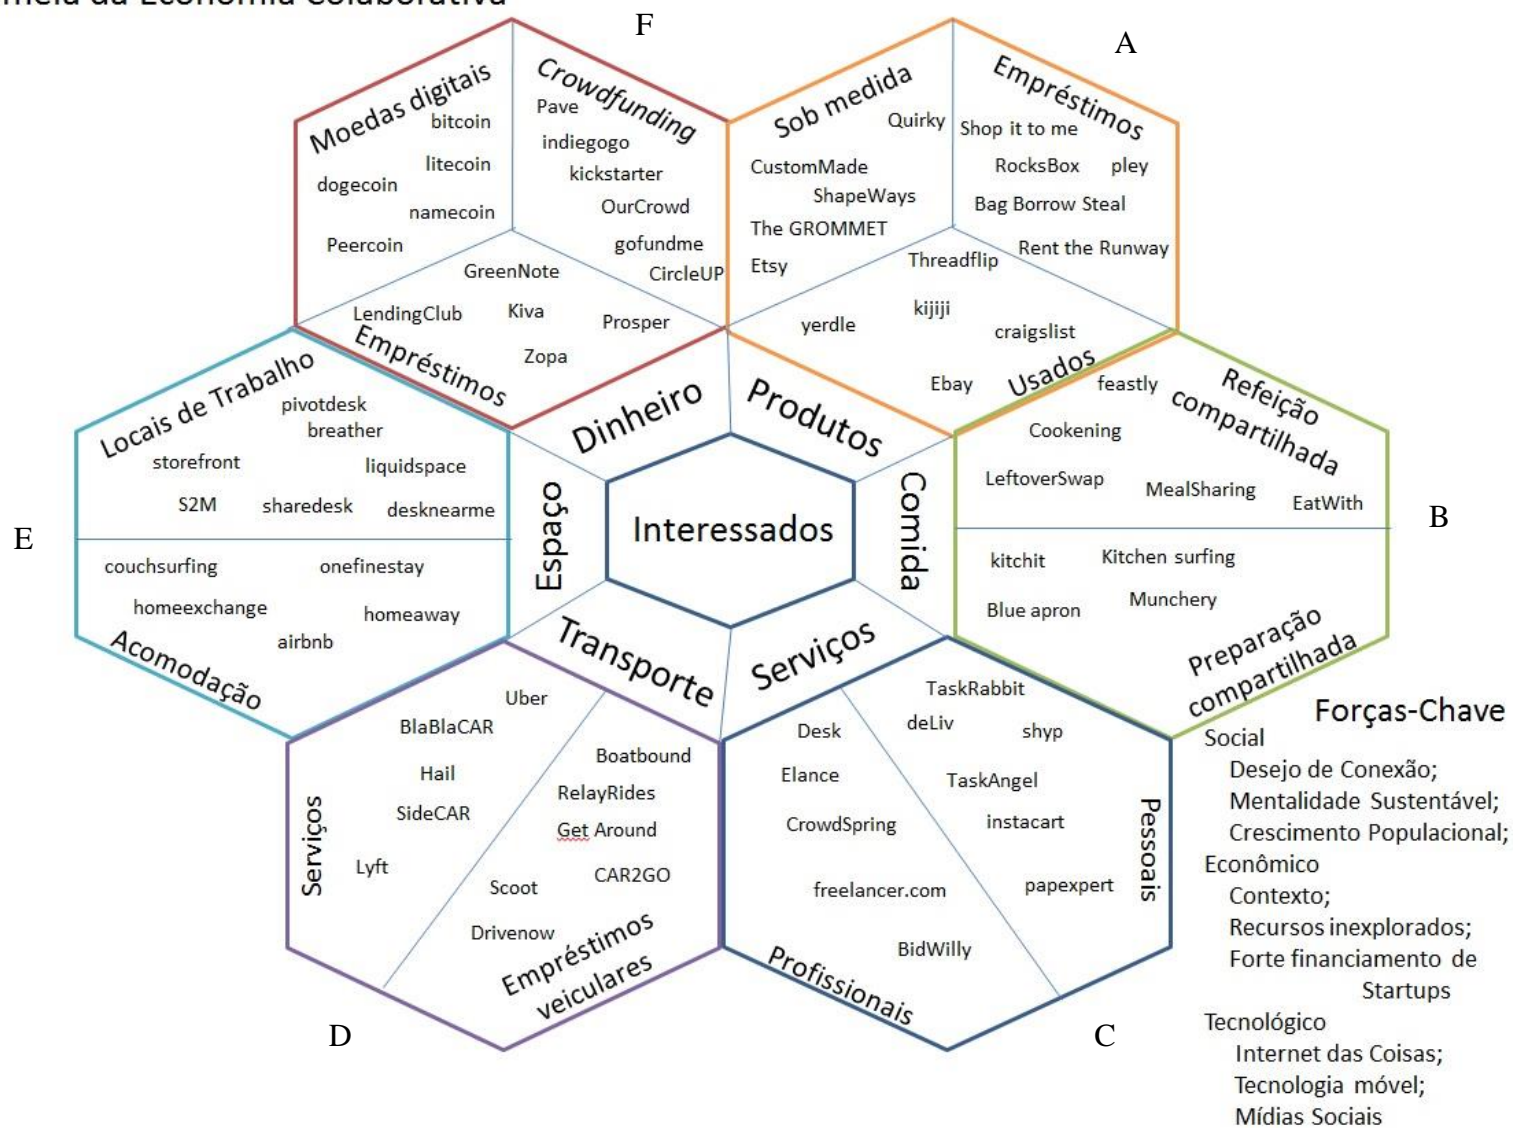 Economia Colaborativa
F
A
Moedas digitais
bitcoin
litecoin
dogecoin
namecoin
Peercoin
Crowdfunding
Pave
indiegogo
kickstarter
OurCrowd
gofundme
CircleUP
GreenNote
LendingClub
Kiva
Prosper
Zopa
Empréstimos
Sob medida
Quirky
CustomMade
ShapeWays
The GROMMET
Etsy
Empréstimos
Shop it to me
RocksBox
pley
Bag Borrow Steal
Rent the Runway
Threadflip
kijiji
yerdle
craigslist
Ebay
Usados
Dinheiro
Produtos
Comida
Serviços
Transporte
Espaço
Interessados
E
Locais de Trabalho
pivotdesk
breather
storefront
liquidspace
S2M
sharedesk
desknearme
couchsurfing
onefinestay
homeexchange
homeaway
airbnb
Acomodação
B
Refeição
compartilhada
feastly
Cookening
LeftoverSwap
MealSharing
EatWith
kitchit
Kitchen surfing
Blue apron
Munchery
Preparação
compartilhada
D
Serviços
Uber
BlaBlaCAR
Hail
SideCAR
Lyft
Boatbound
RelayRides
Get Around
CAR2GO
Scoot
Drivenow
Empréstimos
veiculares
C
Desk
Elance
CrowdSpring
freelancer.com
BidWilly
Profissionais
TaskRabbit
deLiv
shyp
TaskAngel
instacart
papexpert
Pessoais
Forças-Chave
Social
Desejo de Conexão;
Mentalidade Sustentável;
Crescimento Populacional;
Econômico
Contexto;
Recursos inexplorados;
Forte financiamento de
Startups
Tecnológico
Internet das Coisas;
Tecnologia móvel;
Mídias Sociais